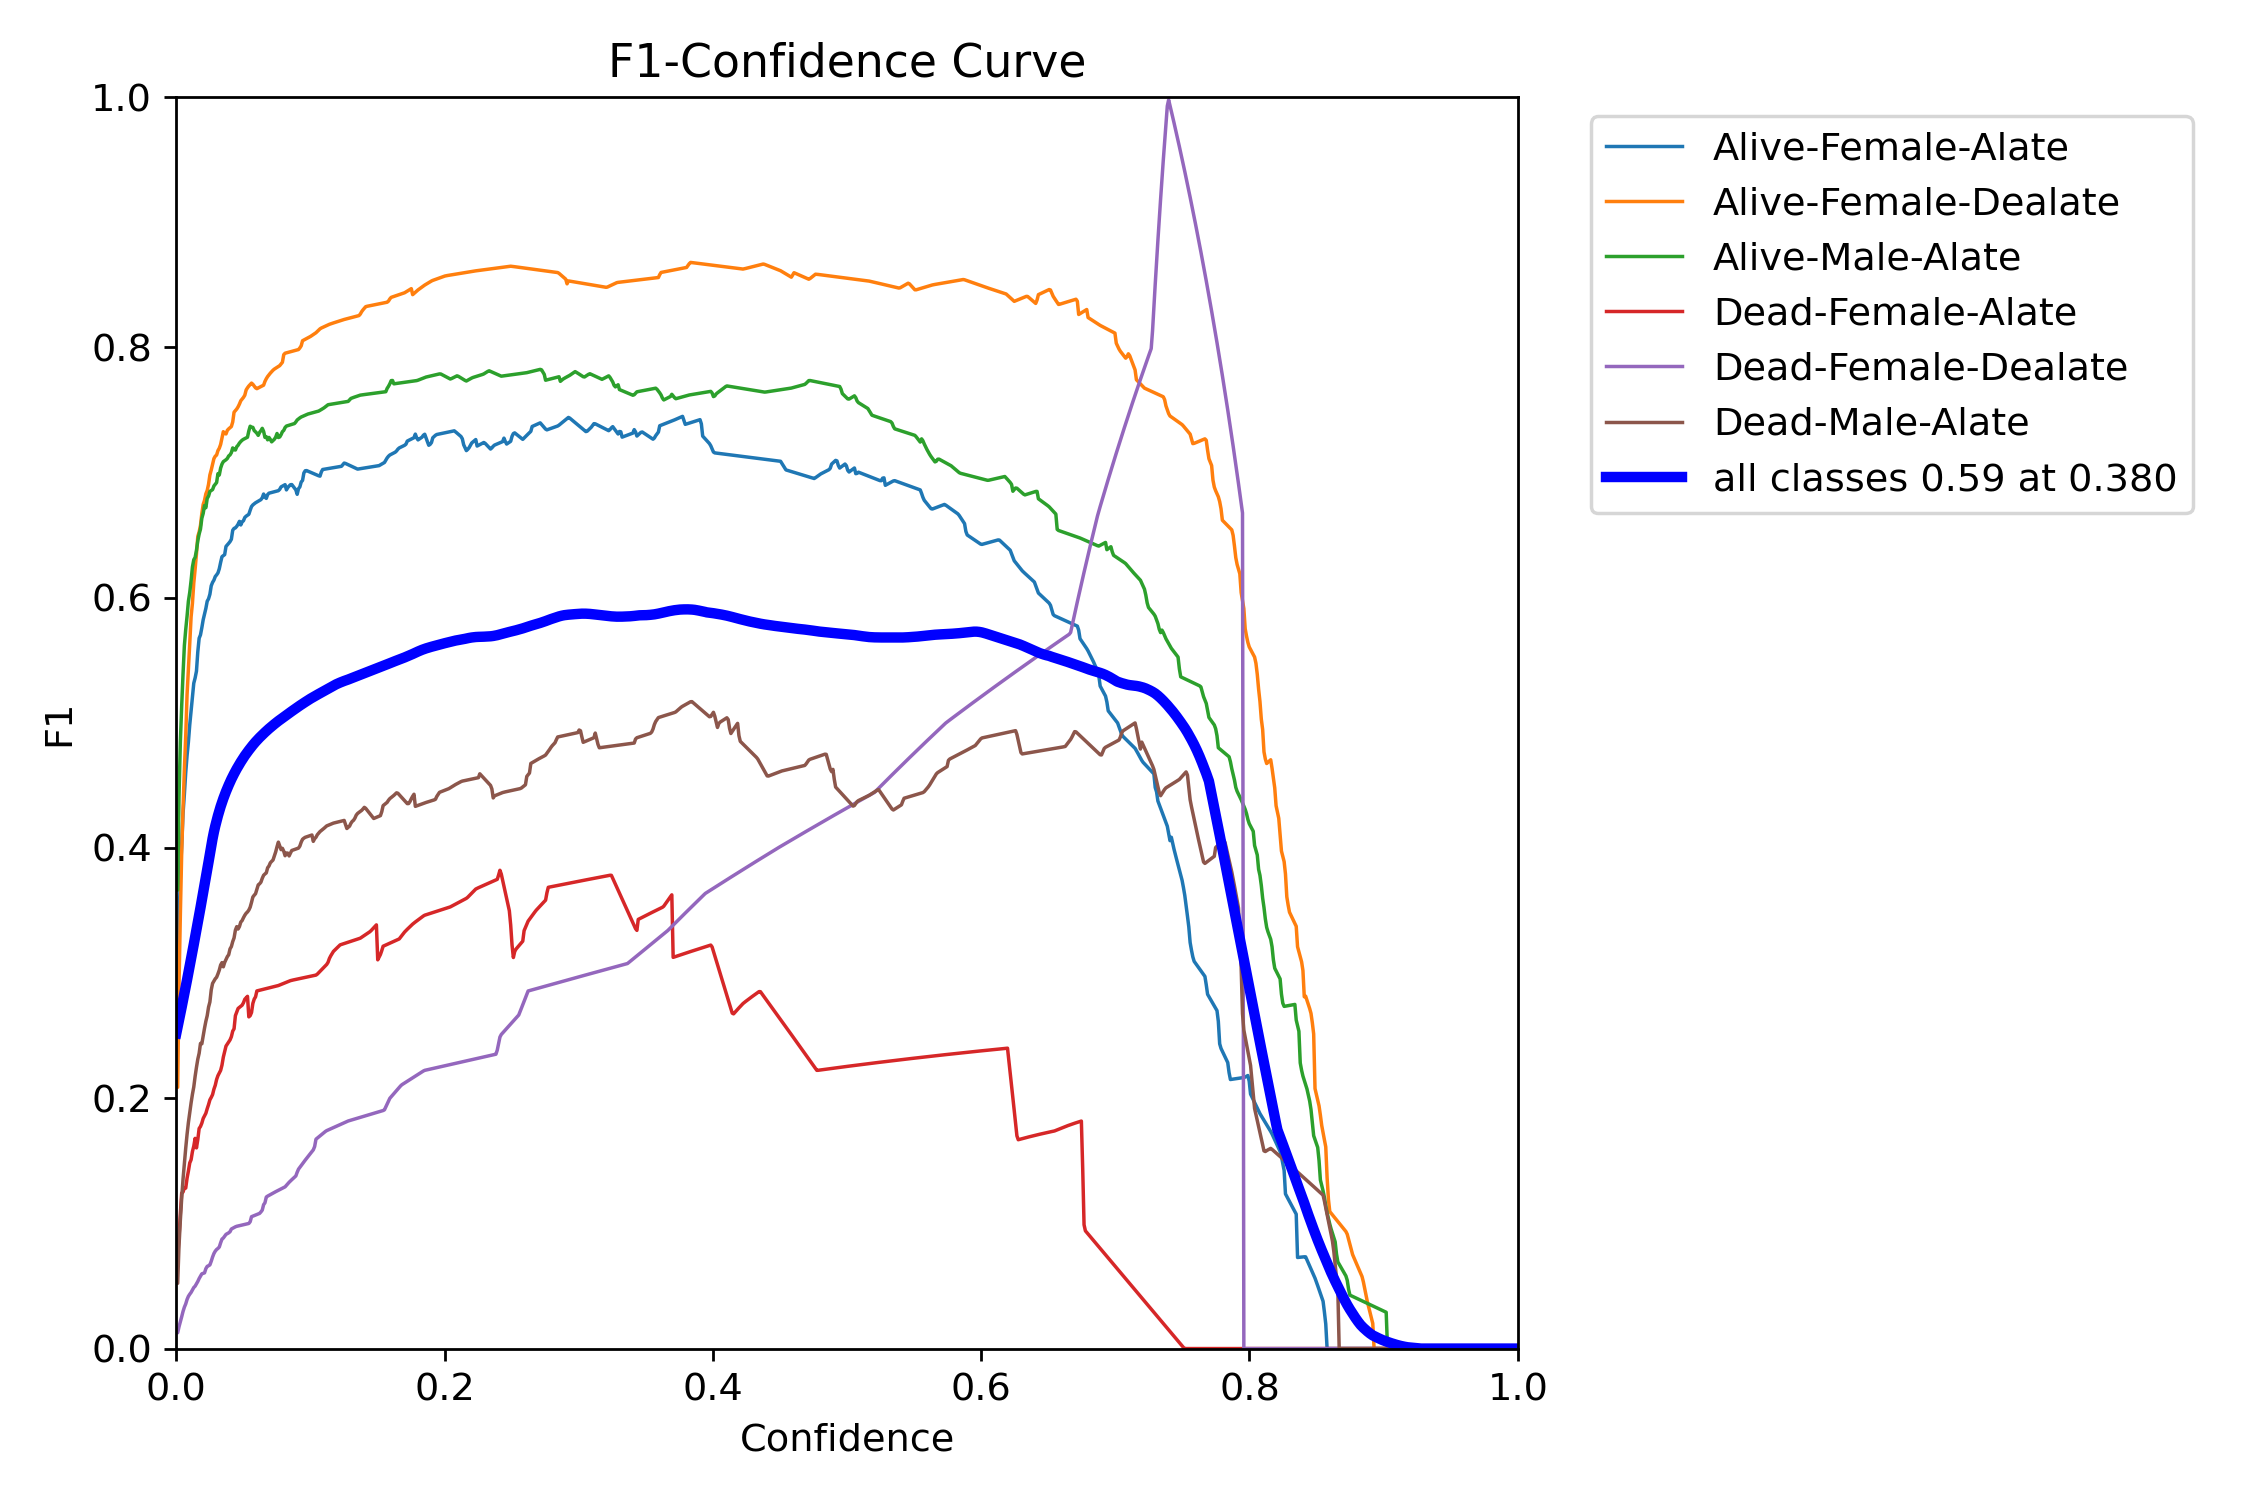 F1-Confidence Curve
1.0
0.8
0.6
0.4
0.2
0.0
F1
0.0 0.2 0.4 0.6 0.8 1.0
Confidence
Alive-Female-Alate
Alive-Female-Dealate
Alive-Male-Alate
Dead-Female-Alate
Dead-Female-Dealate
Dead-Male-Alate
all classes 0.59 at 0.380